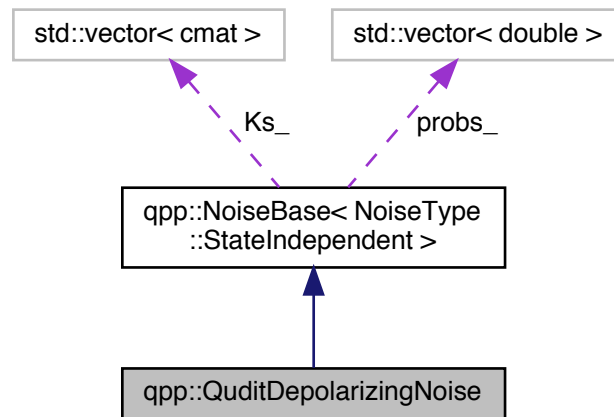 std::vector< cmat >
std::vector< double >
Ks_
probs_
qpp::NoiseBase< NoiseType
::StateIndependent >
qpp::QuditDepolarizingNoise